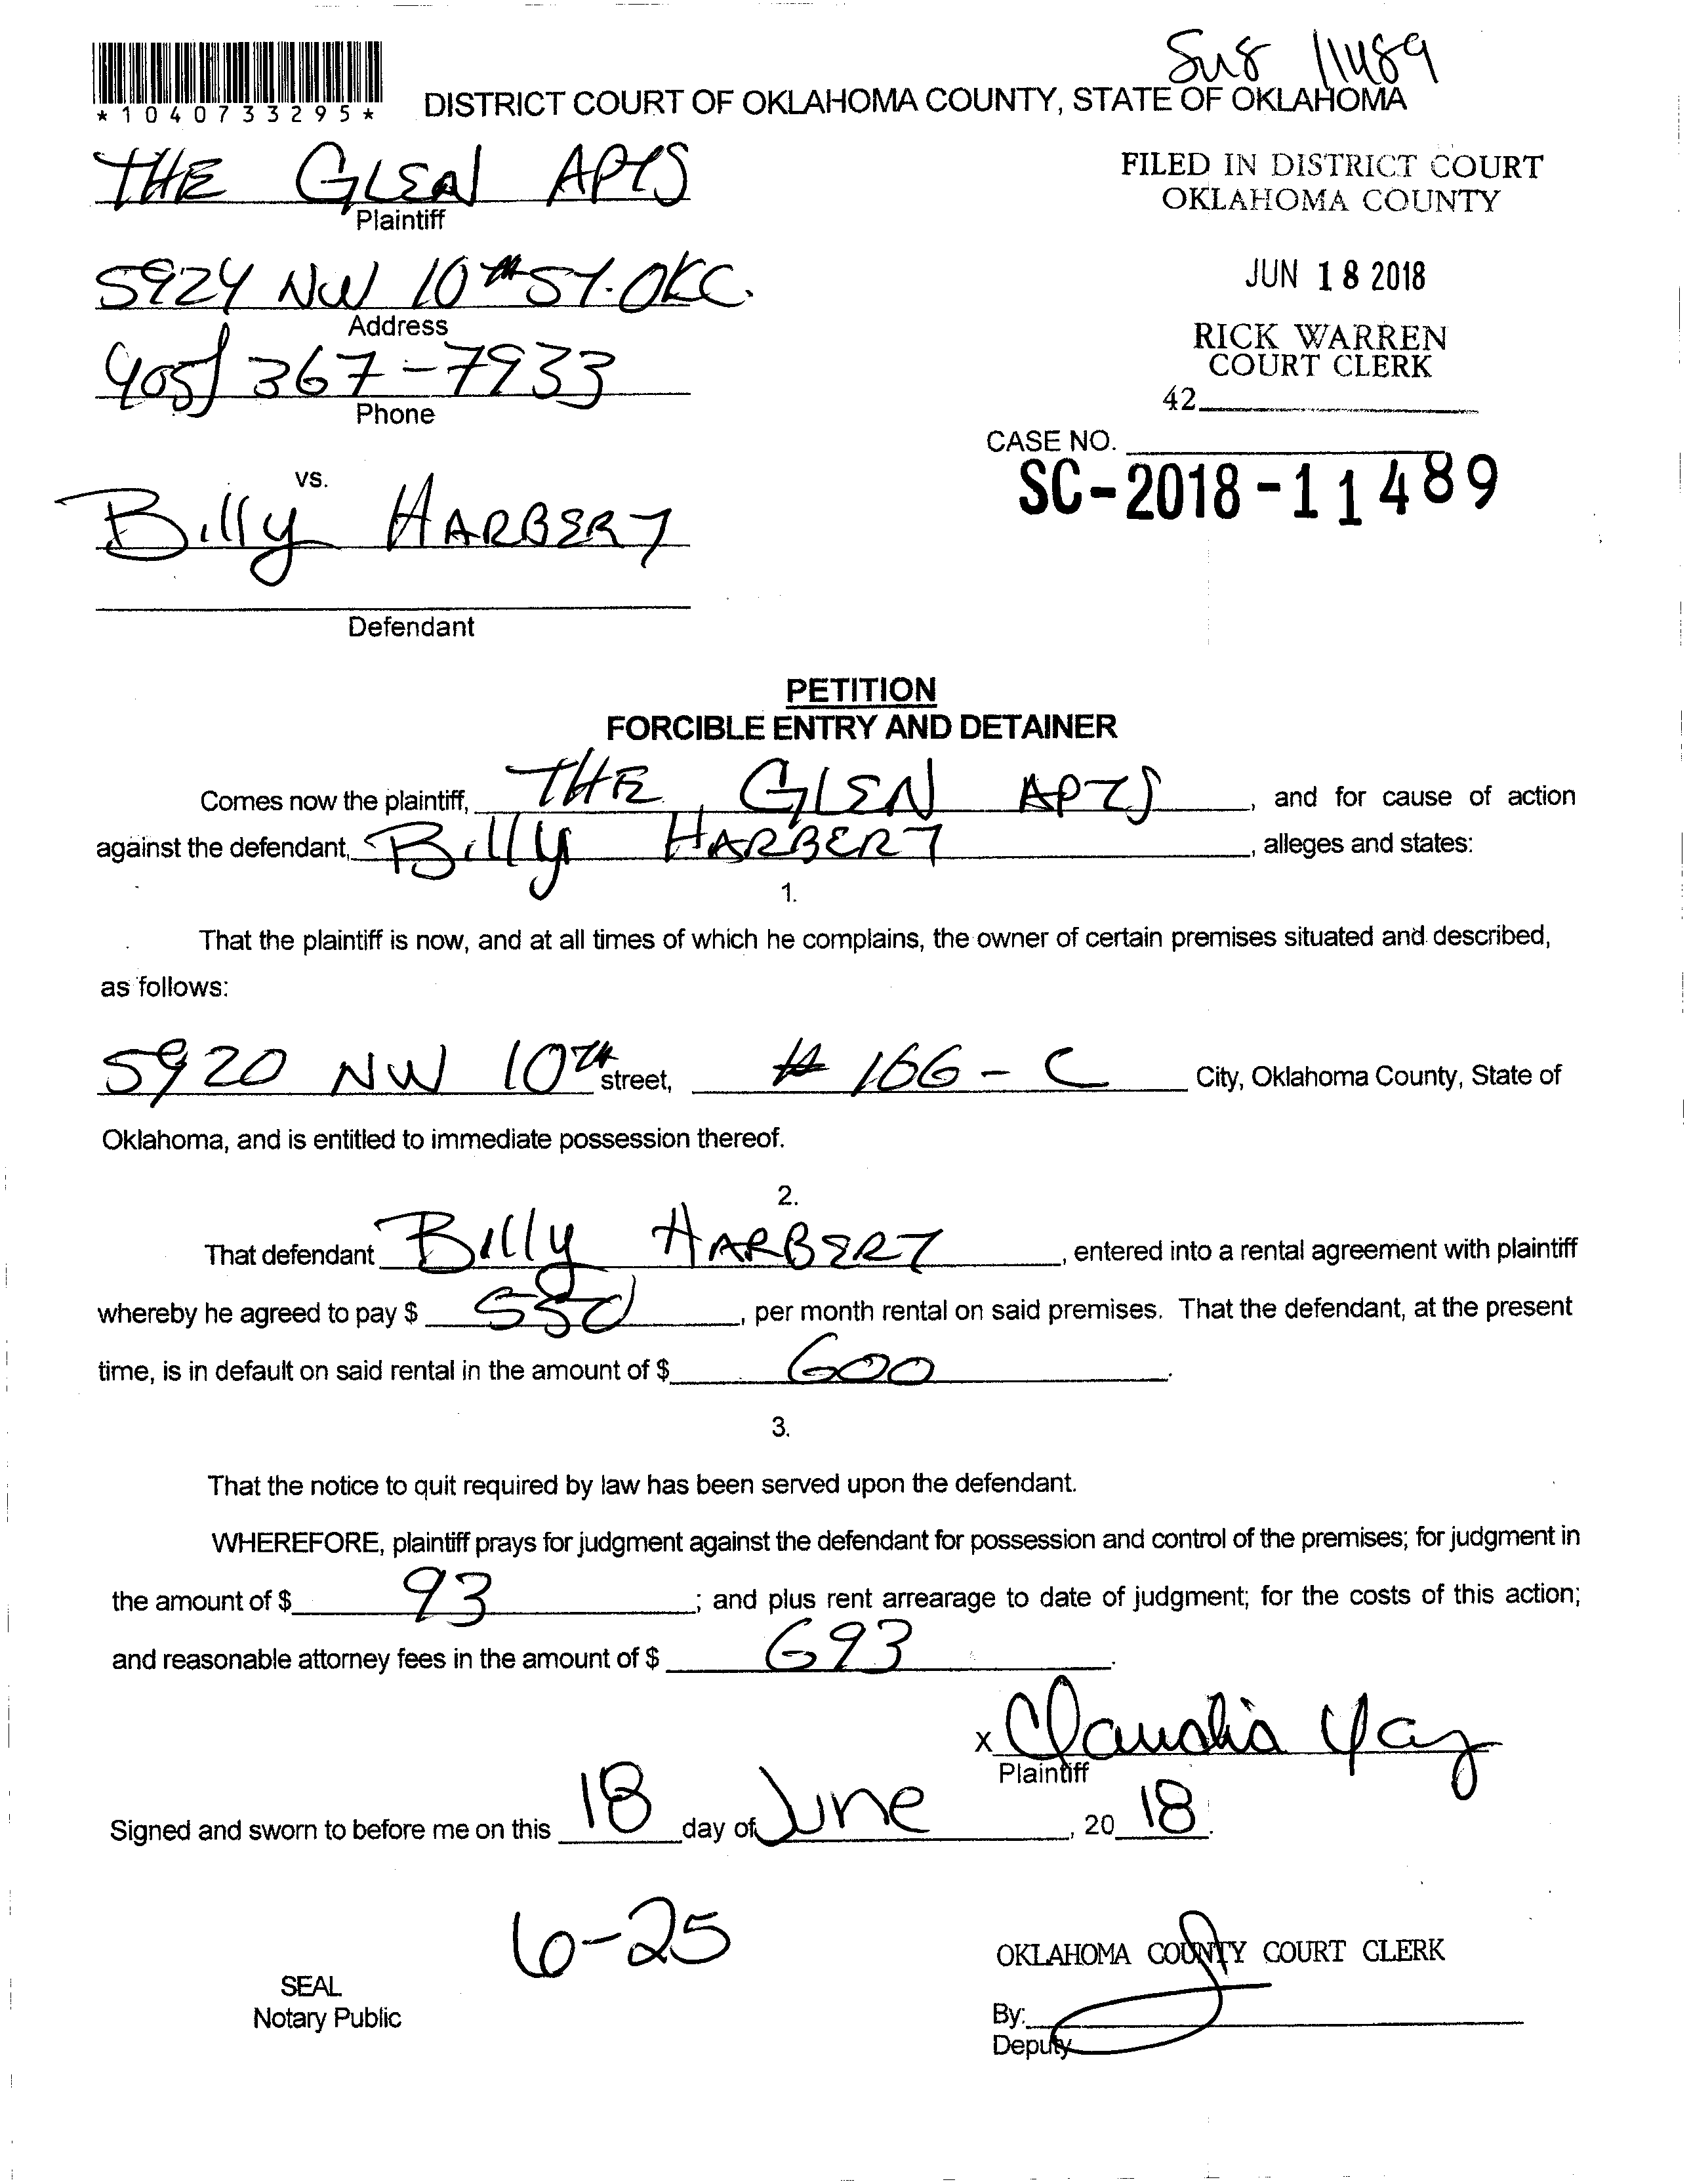 11489
*1040733295*
DISTRICT COURT OF OKLAHOMA COUNTY, STATE OF OKLAHOMA
THE GLEN APTS
Plaintiff
FILED IN DISTRICT COURT
OKLAHOMA COUNTY
5924 NW 10TH ST. OKC.
Address
JUN 18 2018
405) 367-7933
Phone
RICK WARREN
COURT CLERK
42
CASE NO.
SC-2018-11489
vs.
Billy HARBERT
Defendant
PETITION
FORCIBLE ENTRY AND DETAINER
Comes now the plaintiff, THE GLEN APTS, and for cause of action
against the defendant, Billy HARBERT, alleges and states:
1.
That the plaintiff is now, and at all times of which he complains, the owner of certain premises situated and described,
as follows:
5920 NW 10TH street, # 166-C City, Oklahoma County, State of
Oklahoma, and is entitled to immediate possession thereof.
2.
That defendant Billy HARBERT, entered into a rental agreement with plaintiff
whereby he agreed to pay $ 550, per month rental on said premises. That the defendant, at the present
time, is in default on said rental in the amount of $ 600.
3.
That the notice to quit required by law has been served upon the defendant.
WHEREFORE, plaintiff prays for judgment against the defendant for possession and control of the premises; for judgment in
the amount of $ 93; and plus rent arrearage to date of judgment; for the costs of this action;
and reasonable attorney fees in the amount of $ 693.
x Claudia
Plaintiff
Signed and sworn to before me on this 18 day of June, 2018.
6-25
OKLAHOMA COUNTY COURT CLERK
SEAL
Notary Public
By:
Deputy